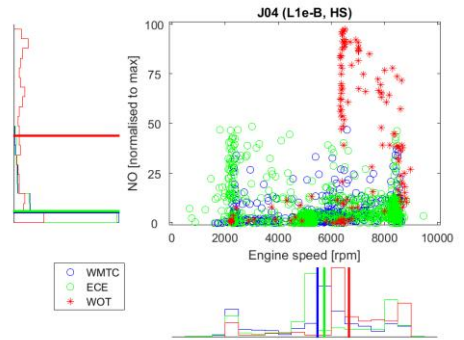 J04 (L1e-B, HS)
100
75
50
25
0
NO [normalised to max]
0 2000 4000 6000 8000 10000
Engine speed [rpm]
WMTC
ECE
WOT